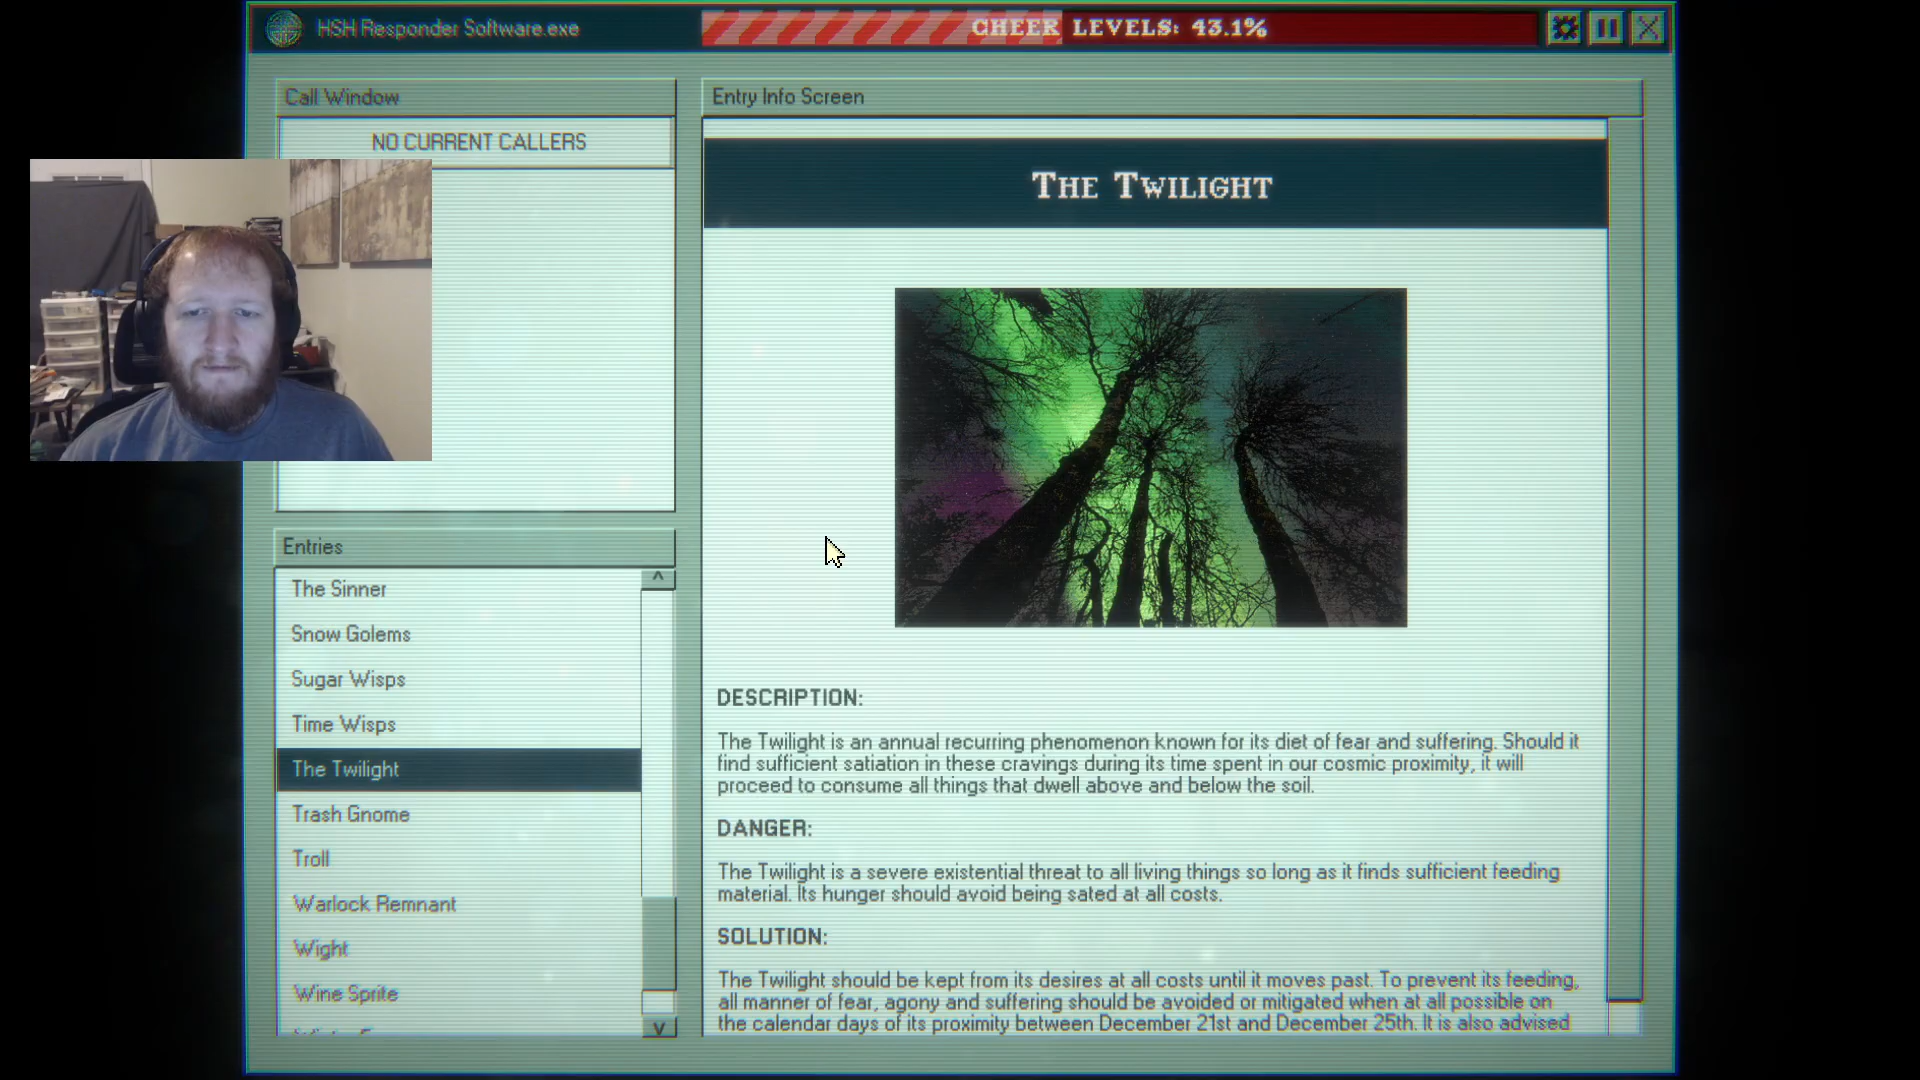 HSH Responder Software.exe
CHEER LEVELS: 43.1%
Call Window
NO CURRENT CALLERS
Entries
The Sinner
Snow Golems
Sugar Wisps
Time Wisps
The Twilight
Trash Gnome
Troll
Warlock Remnant
Wight
Wine Sprite
Entry Info Screen
THE TWILIGHT
DESCRIPTION:
The Twilight is an annual recurring phenomenon known for its diet of fear and suffering. Should it
find sufficient satiation in these cravings during its time spent in our cosmic proximity, it will
proceed to consume all things that dwell above and below the soil.
DANGER:
The Twilight is a severe existential threat to all living things so long as it finds sufficient feeding
material. Its hunger should avoid being sated at all costs.
SOLUTION:
The Twilight should be kept from its desires at all costs until it moves past. To prevent its feeding,
all manner of fear, agony and suffering should be avoided or mitigated when at all possible on
the calendar days of its proximity between December 21st and December 25th. It is also advised